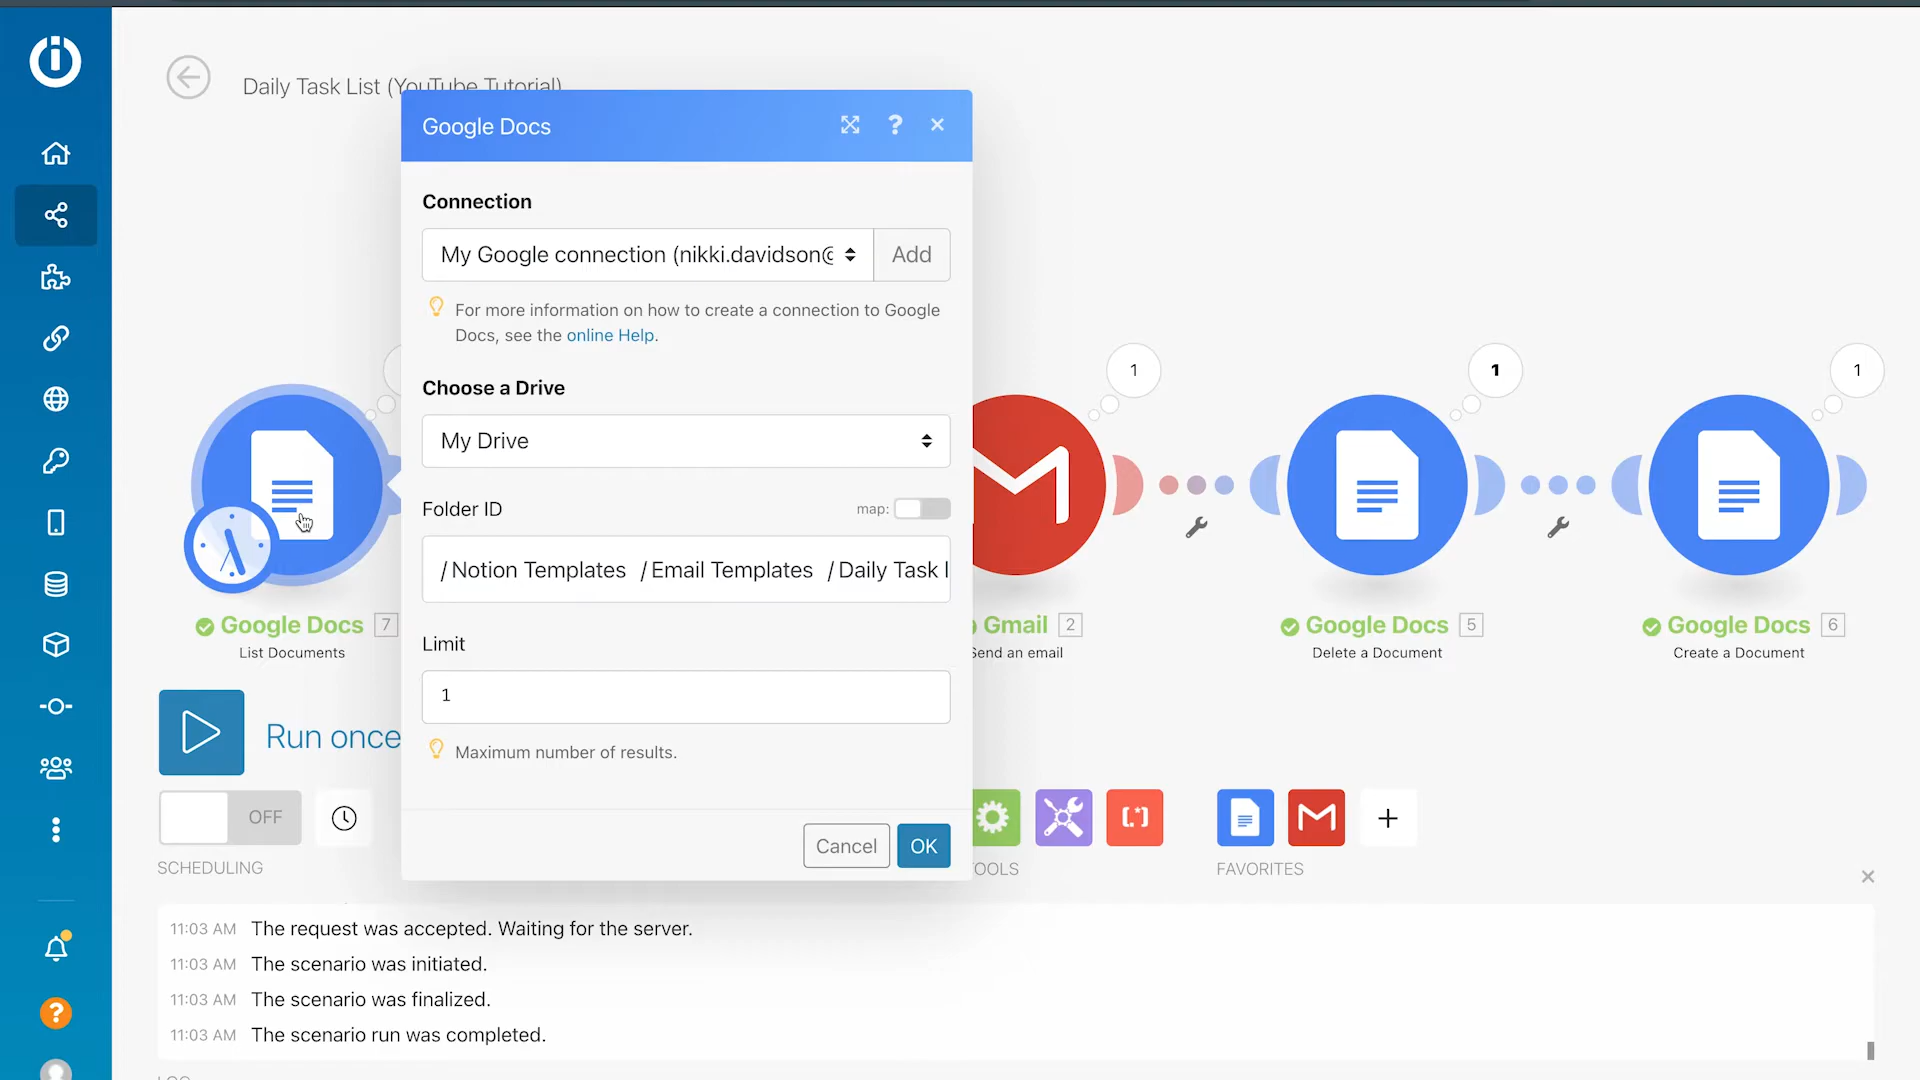 Daily Task List (YouTube Tutorial)
Google Docs
?
Connection
My Google connection (nikki.davidson@
Add
For more information on how to create a connection to Google
Docs, see the online Help.
Choose a Drive
My Drive
Folder ID
map:
/Notion Templates /Email Templates /Daily Task
Limit
1
Maximum number of results.
Cancel
OK
1
1
1
Google Docs 7
List Documents
Gmail 2
Send an email
Google Docs 5
Delete a Document
Google Docs 6
Create a Document
Run once
OFF
SCHEDULING
OOLS
FAVORITES
11:03 AM The request was accepted. Waiting for the server.
11:03 AM The scenario was initiated.
11:03 AM The scenario was finalized.
11:03 AM The scenario run was completed.
?
LOG